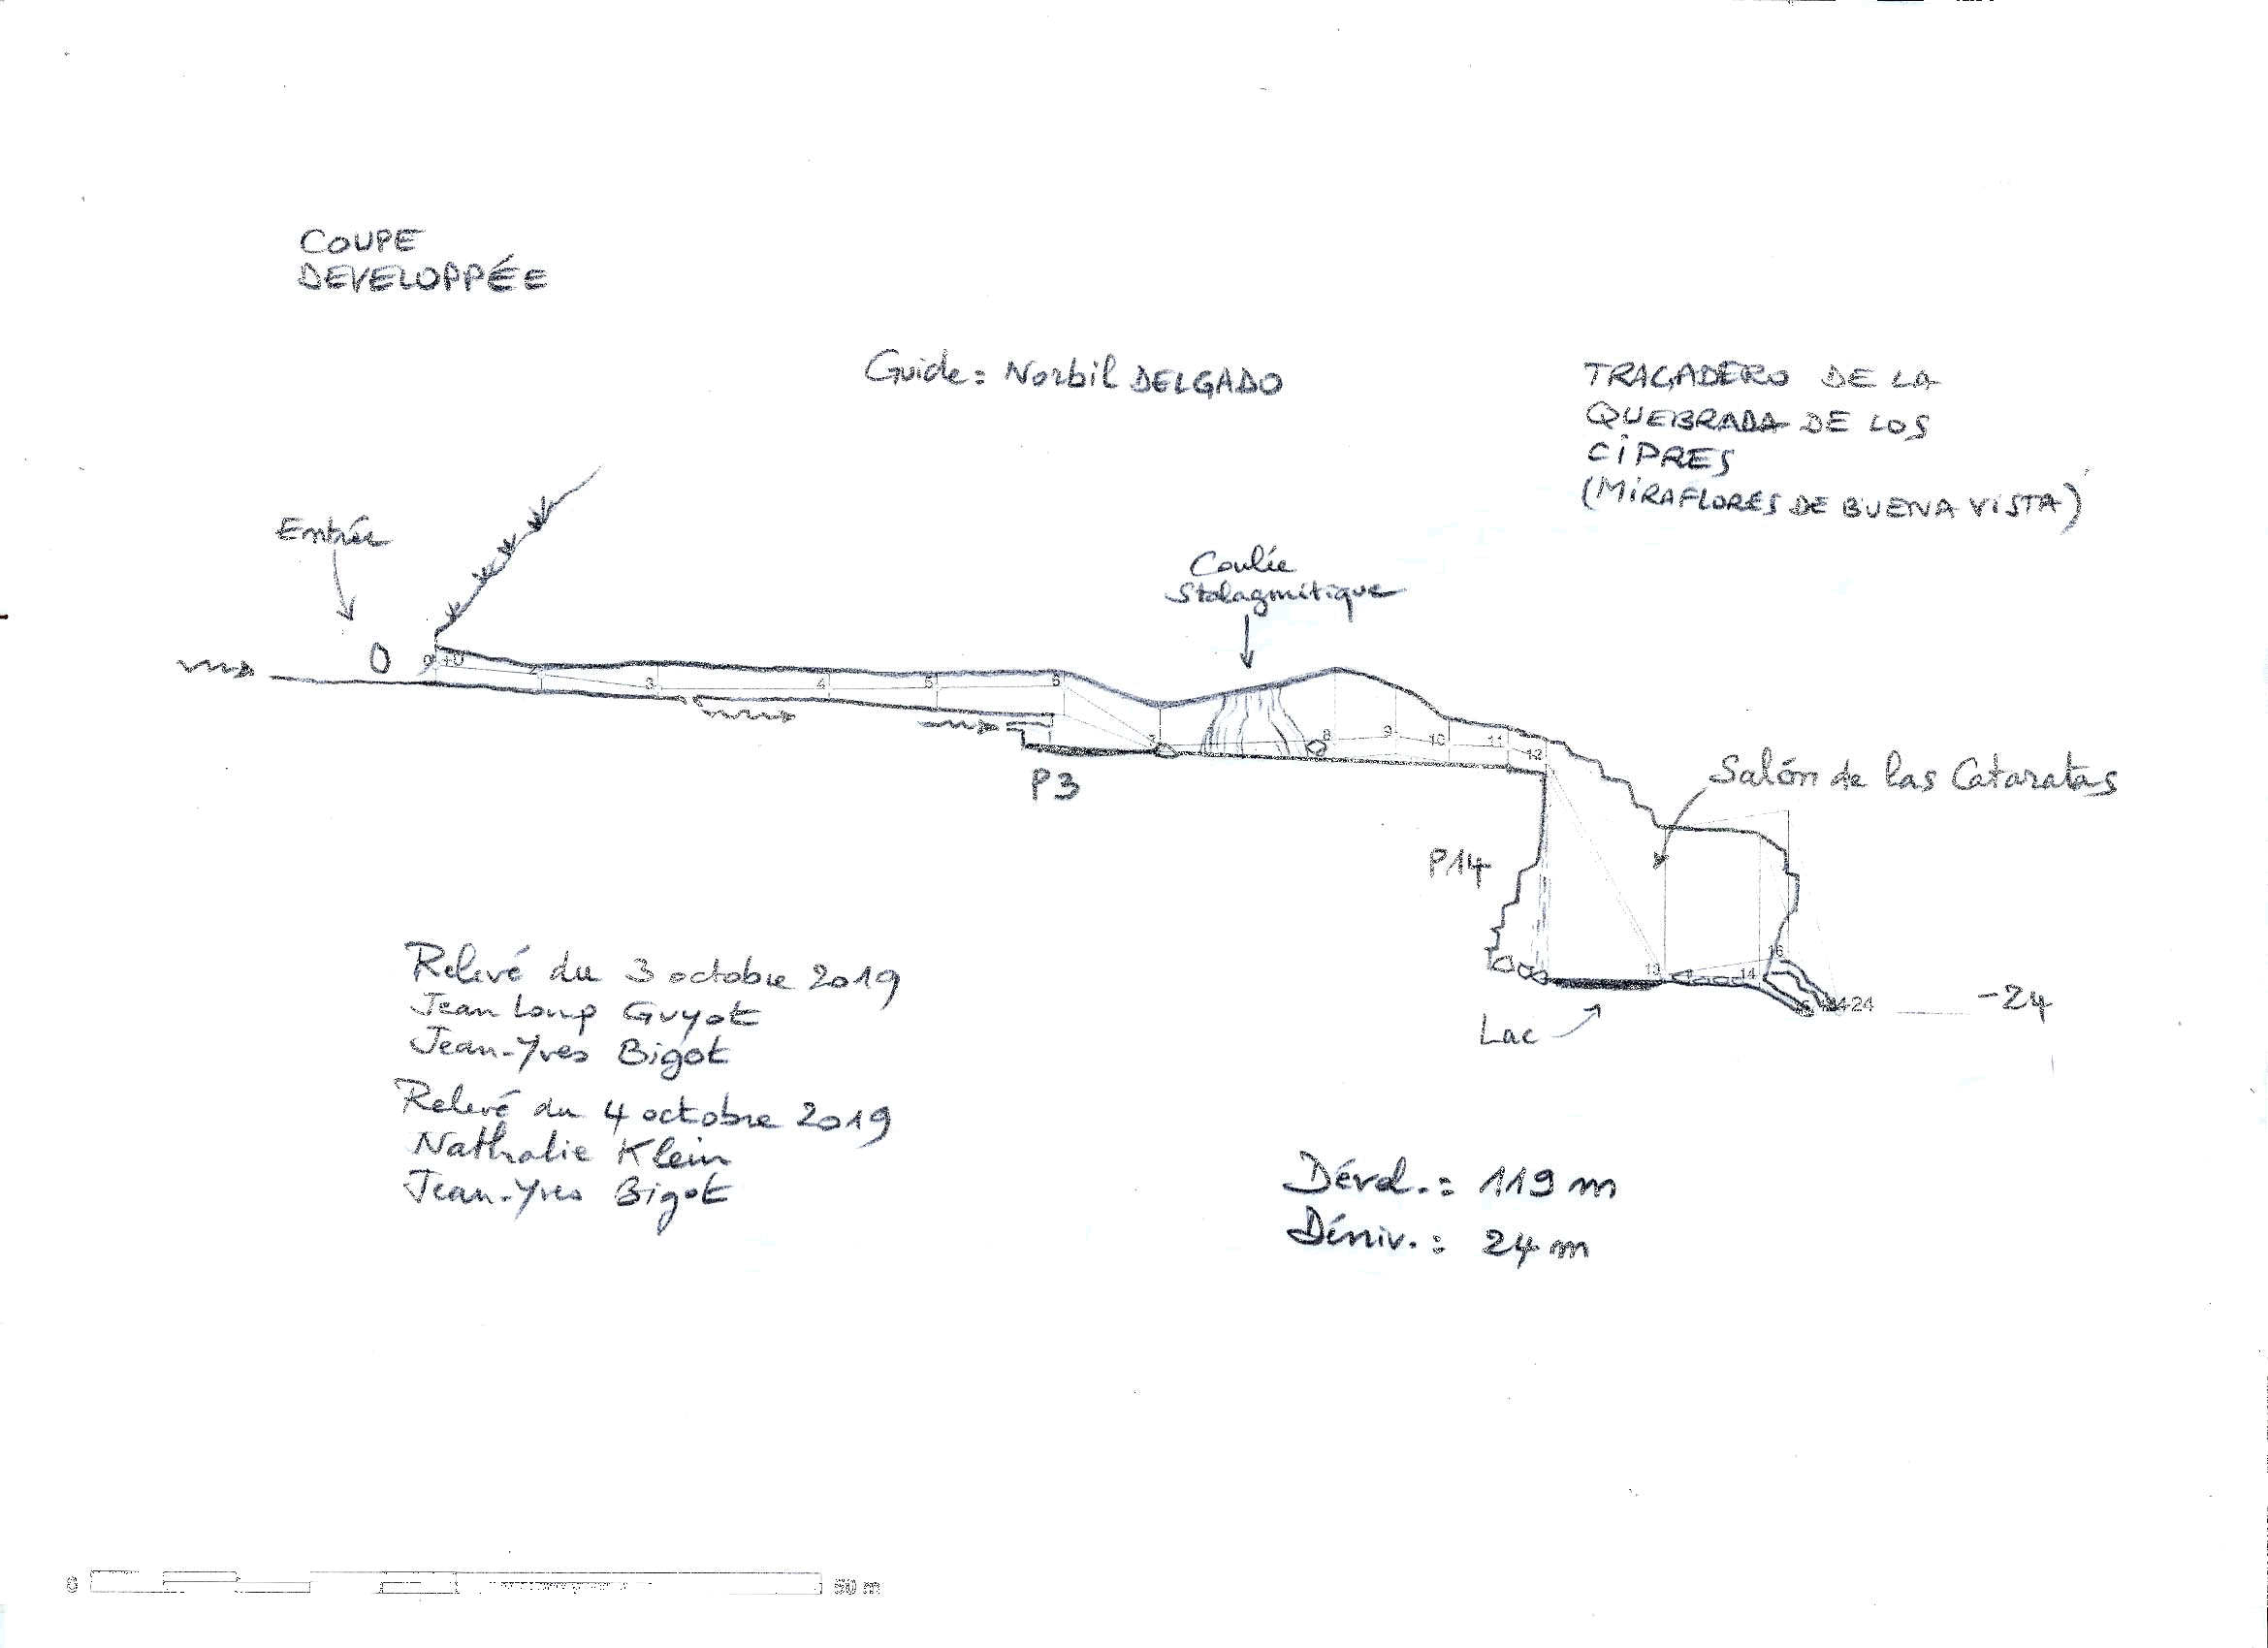 COUPE
DEVELOPPÉE
Guide = Norbil DELGADO
TRAGADERO DE LA
QUEBRADA DE LOS
CIPRES
(MIRAFLORES DE BUENA VISTA)
Entrée
Coulée
Stalagmitique
0
+0
2
3
4
5
6
7
8
9
10
11
12
P3
Salón de las Cataratas
P14
13
14
16
-24
-24
Lac
Relevé du 3 octobre 2019
Jean Loup Guyot
Jean-Yves Bigot
Relevé du 4 octobre 2019
Nathalie Klein
Jean-Yves Bigot
Dével. = 119 m
Déniv. = 24 m
0 50 m